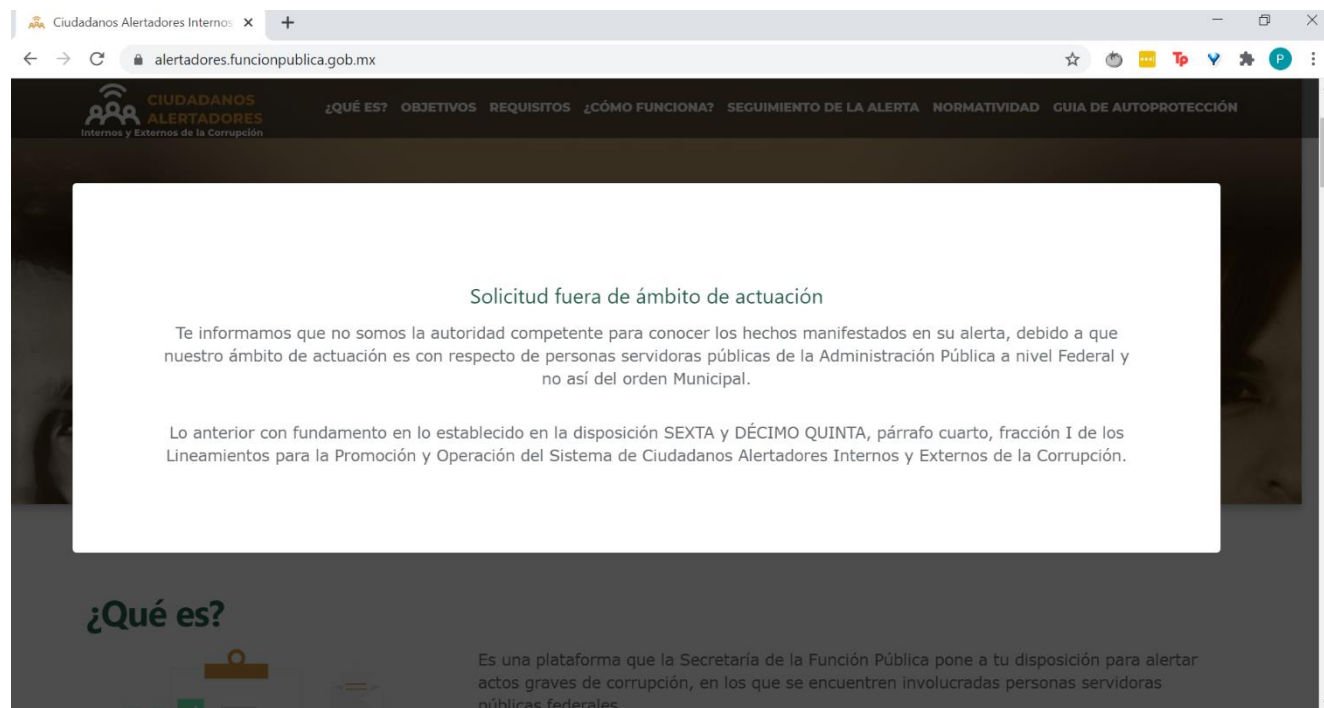 Ciudadanos Alertadores Internos
alertadores.funcionpublica.gob.mx
Tp
P
CIUDADANOS
ALERTADORES
Internos y Externos de la Corrupción
¿QUÉ ES? OBJETIVOS REQUISITOS ¿CÓMO FUNCIONA? SEGUIMIENTO DE LA ALERTA NORMATIVIDAD GUIA DE AUTOPROTECCIÓN
Solicitud fuera de ámbito de actuación
Te informamos que no somos la autoridad competente para conocer los hechos manifestados en su alerta, debido a que
nuestro ámbito de actuación es con respecto de personas servidoras públicas de la Administración Pública a nivel Federal y
no así del orden Municipal.
Lo anterior con fundamento en lo establecido en la disposición SEXTA y DÉCIMO QUINTA, párrafo cuarto, fracción I de los
Lineamientos para la Promoción y Operación del Sistema de Ciudadanos Alertadores Internos y Externos de la Corrupción.
¿Qué es?
Es una plataforma que la Secretaría de la Función Pública pone a tu disposición para alertar
actos graves de corrupción, en los que se encuentren involucradas personas servidoras
públicas federales